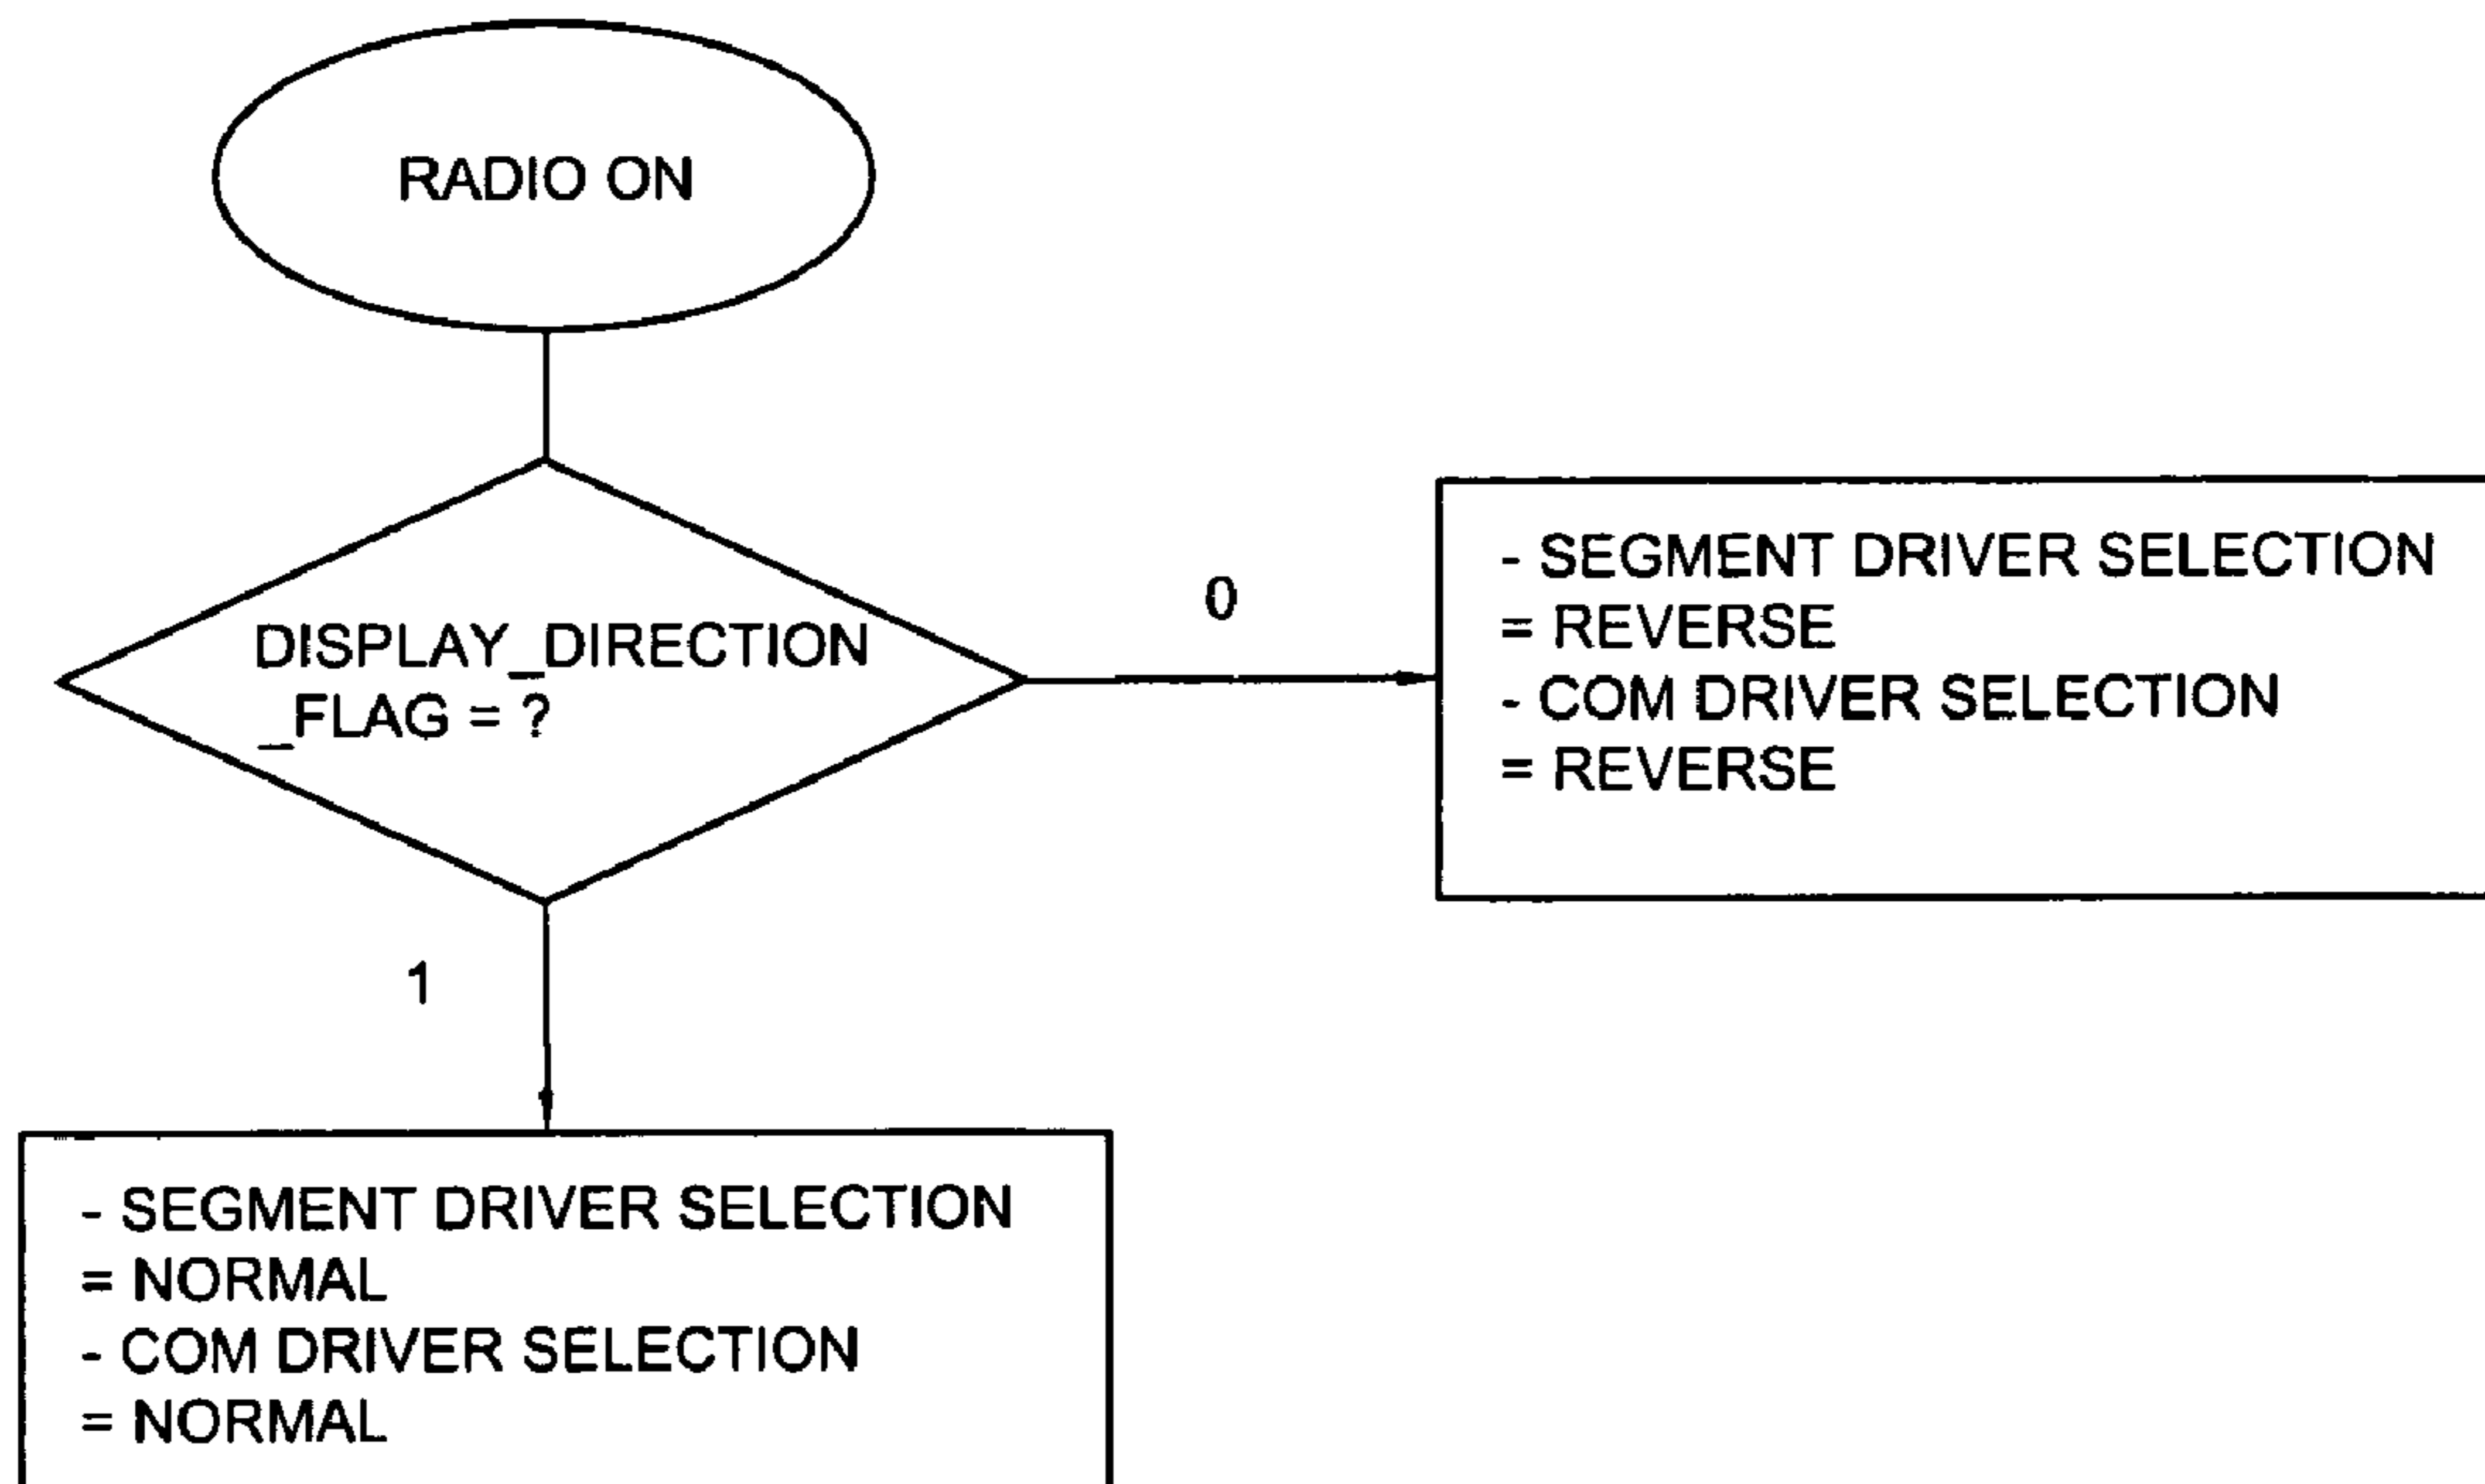 RADIO ON
DISPLAY_DIRECTION
_FLAG = ?
0
- SEGMENT DRIVER SELECTION
= REVERSE
- COM DRIVER SELECTION
= REVERSE
1
- SEGMENT DRIVER SELECTION
= NORMAL
- COM DRIVER SELECTION
= NORMAL